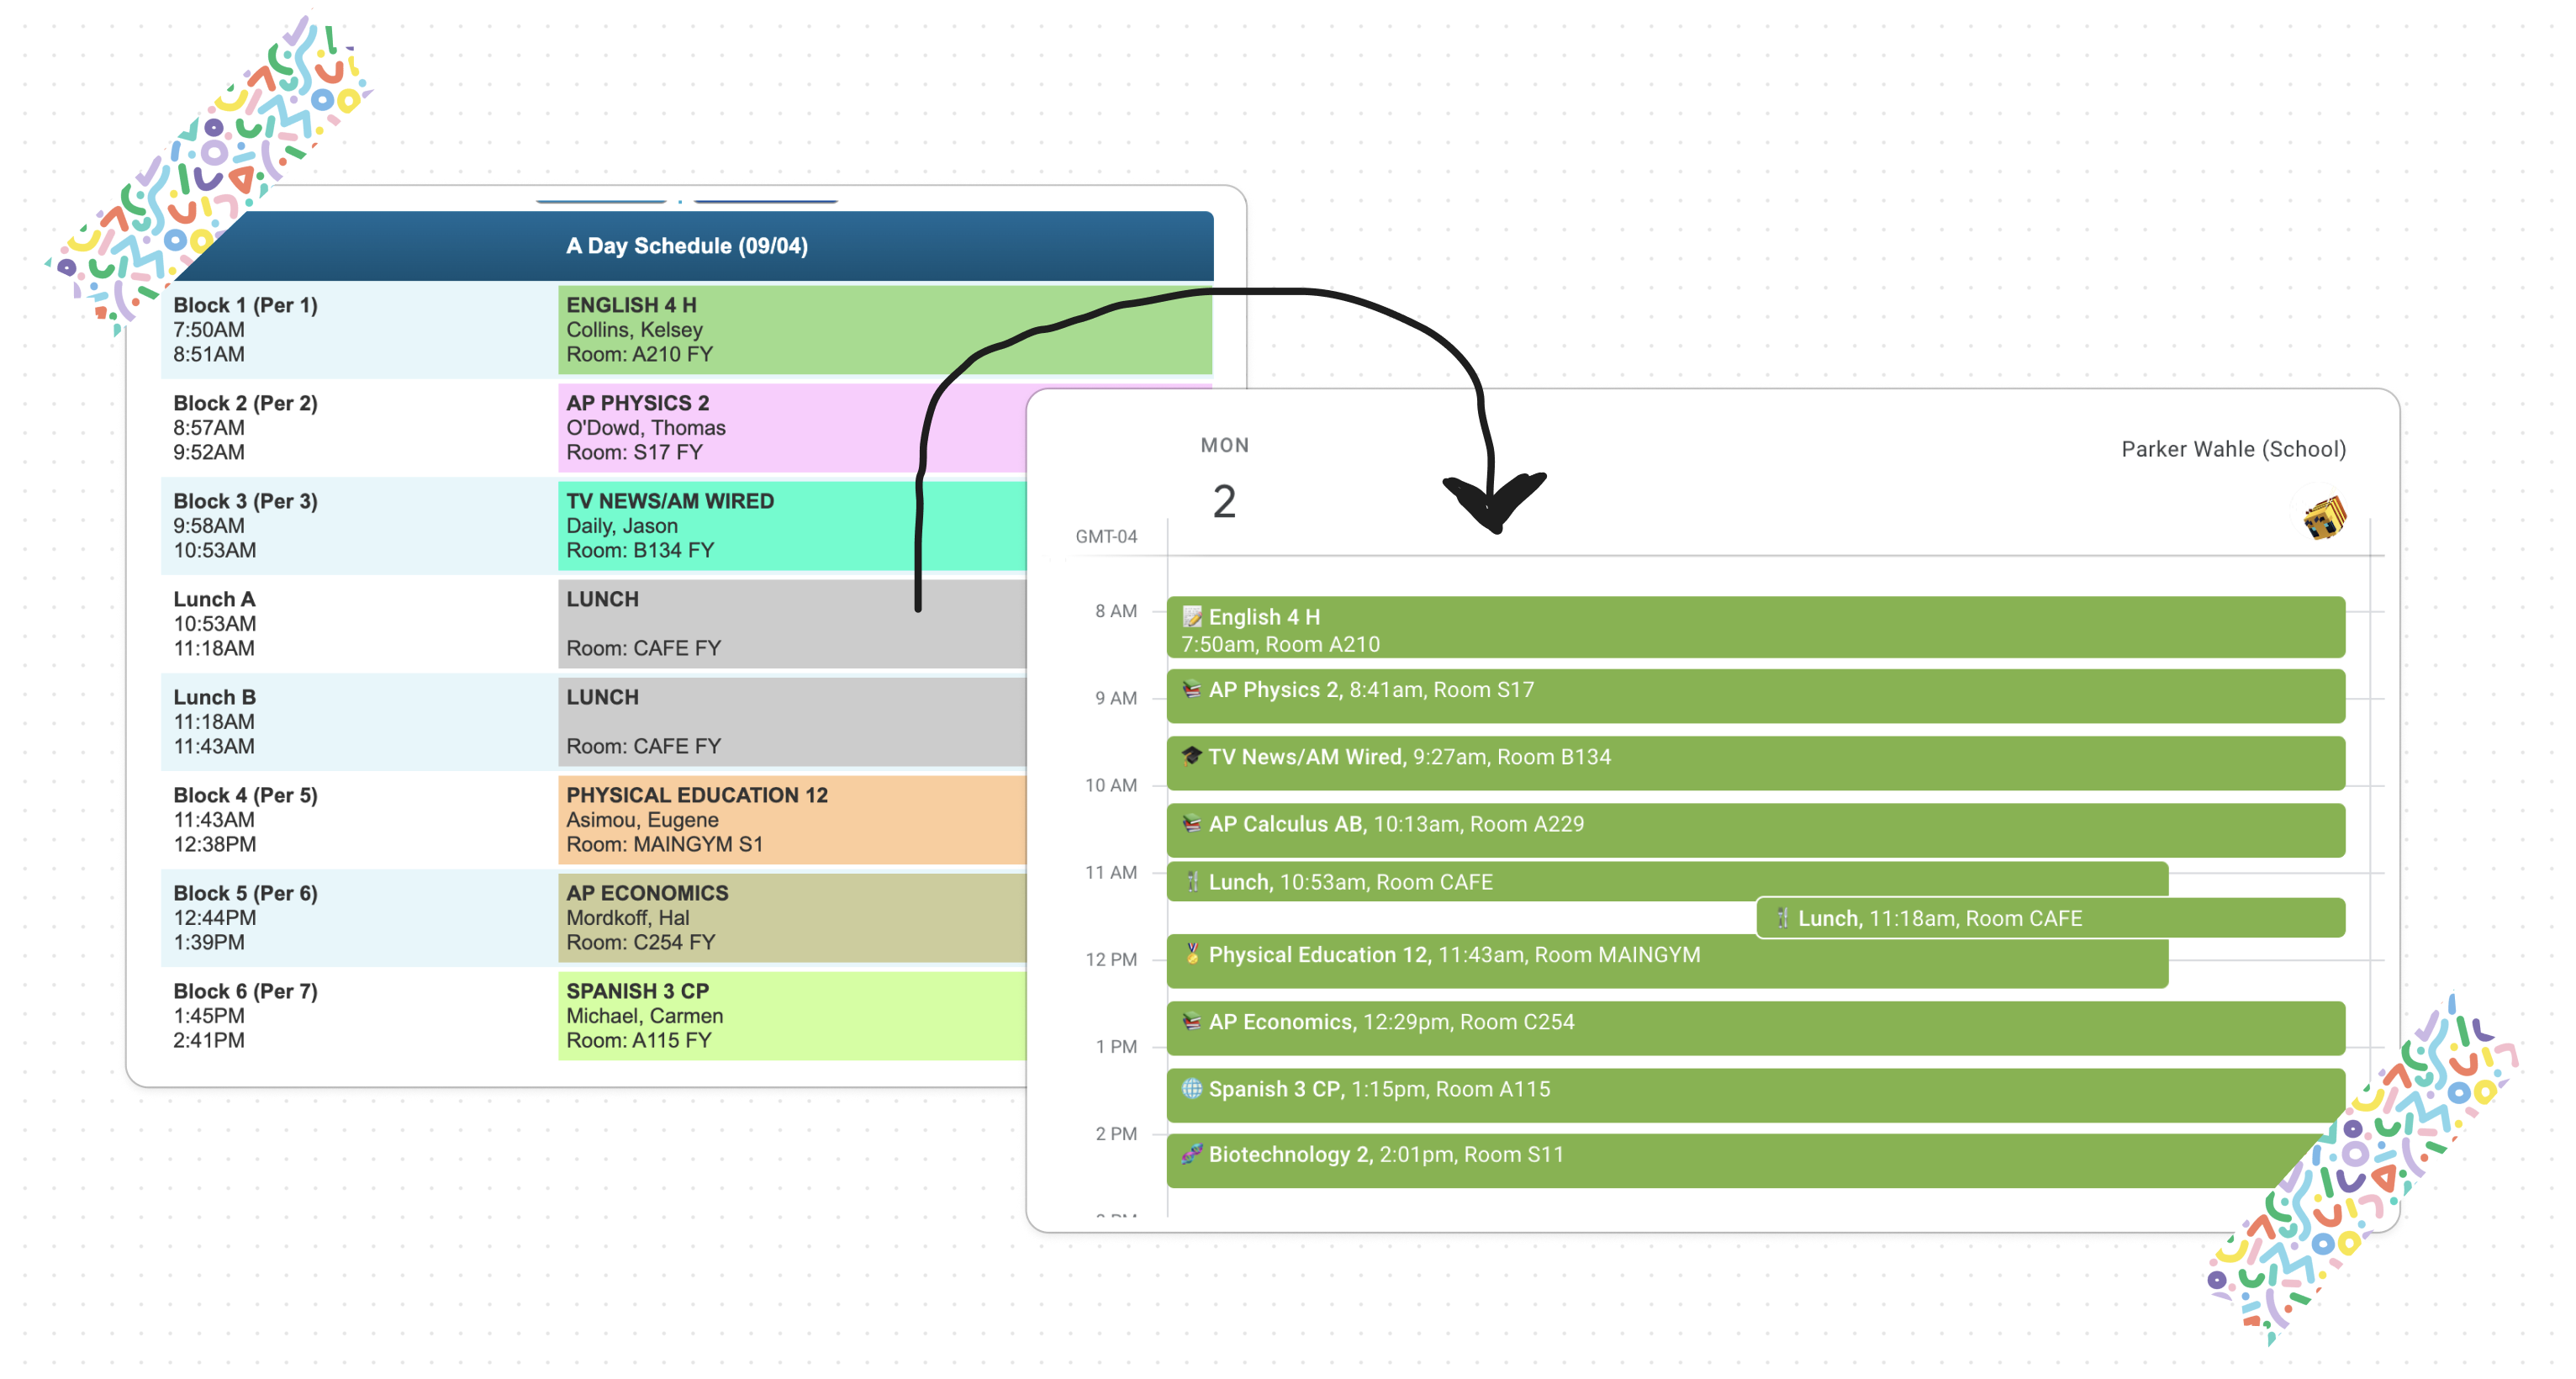 A Day Schedule (09/04)
Block 1 (Per 1)
7:50AM
8:51AM
ENGLISH 4 H
Collins, Kelsey
Room: A210 FY
Block 2 (Per 2)
8:57AM
9:52AM
AP PHYSICS 2
O'Dowd, Thomas
Room: S17 FY
Block 3 (Per 3)
9:58AM
10:53AM
TV NEWS/AM WIRED
Daily, Jason
Room: B134 FY
Lunch A
10:53AM
11:18AM
LUNCH
Room: CAFE FY
Lunch B
11:18AM
11:43AM
LUNCH
Room: CAFE FY
Block 4 (Per 5)
11:43AM
12:38PM
PHYSICAL EDUCATION 12
Asimou, Eugene
Room: MAINGYM S1
Block 5 (Per 6)
12:44PM
1:39PM
AP ECONOMICS
Mordkoff, Hal
Room: C254 FY
Block 6 (Per 7)
1:45PM
2:41PM
SPANISH 3 CP
Michael, Carmen
Room: A115 FY
MON
2
Parker Wahle (School)
GMT-04
8 AM
English 4 H
7:50am, Room A210
AP Physics 2, 8:41am, Room S17
9 AM
TV News/AM Wired, 9:27am, Room B134
10 AM
AP Calculus AB, 10:13am, Room A229
11 AM
Lunch, 10:53am, Room CAFE
Lunch, 11:18am, Room CAFE
12 PM
Physical Education 12, 11:43am, Room MAINGYM
AP Economics, 12:29pm, Room C254
1 PM
Spanish 3 CP, 1:15pm, Room A115
2 PM
Biotechnology 2, 2:01pm, Room S11